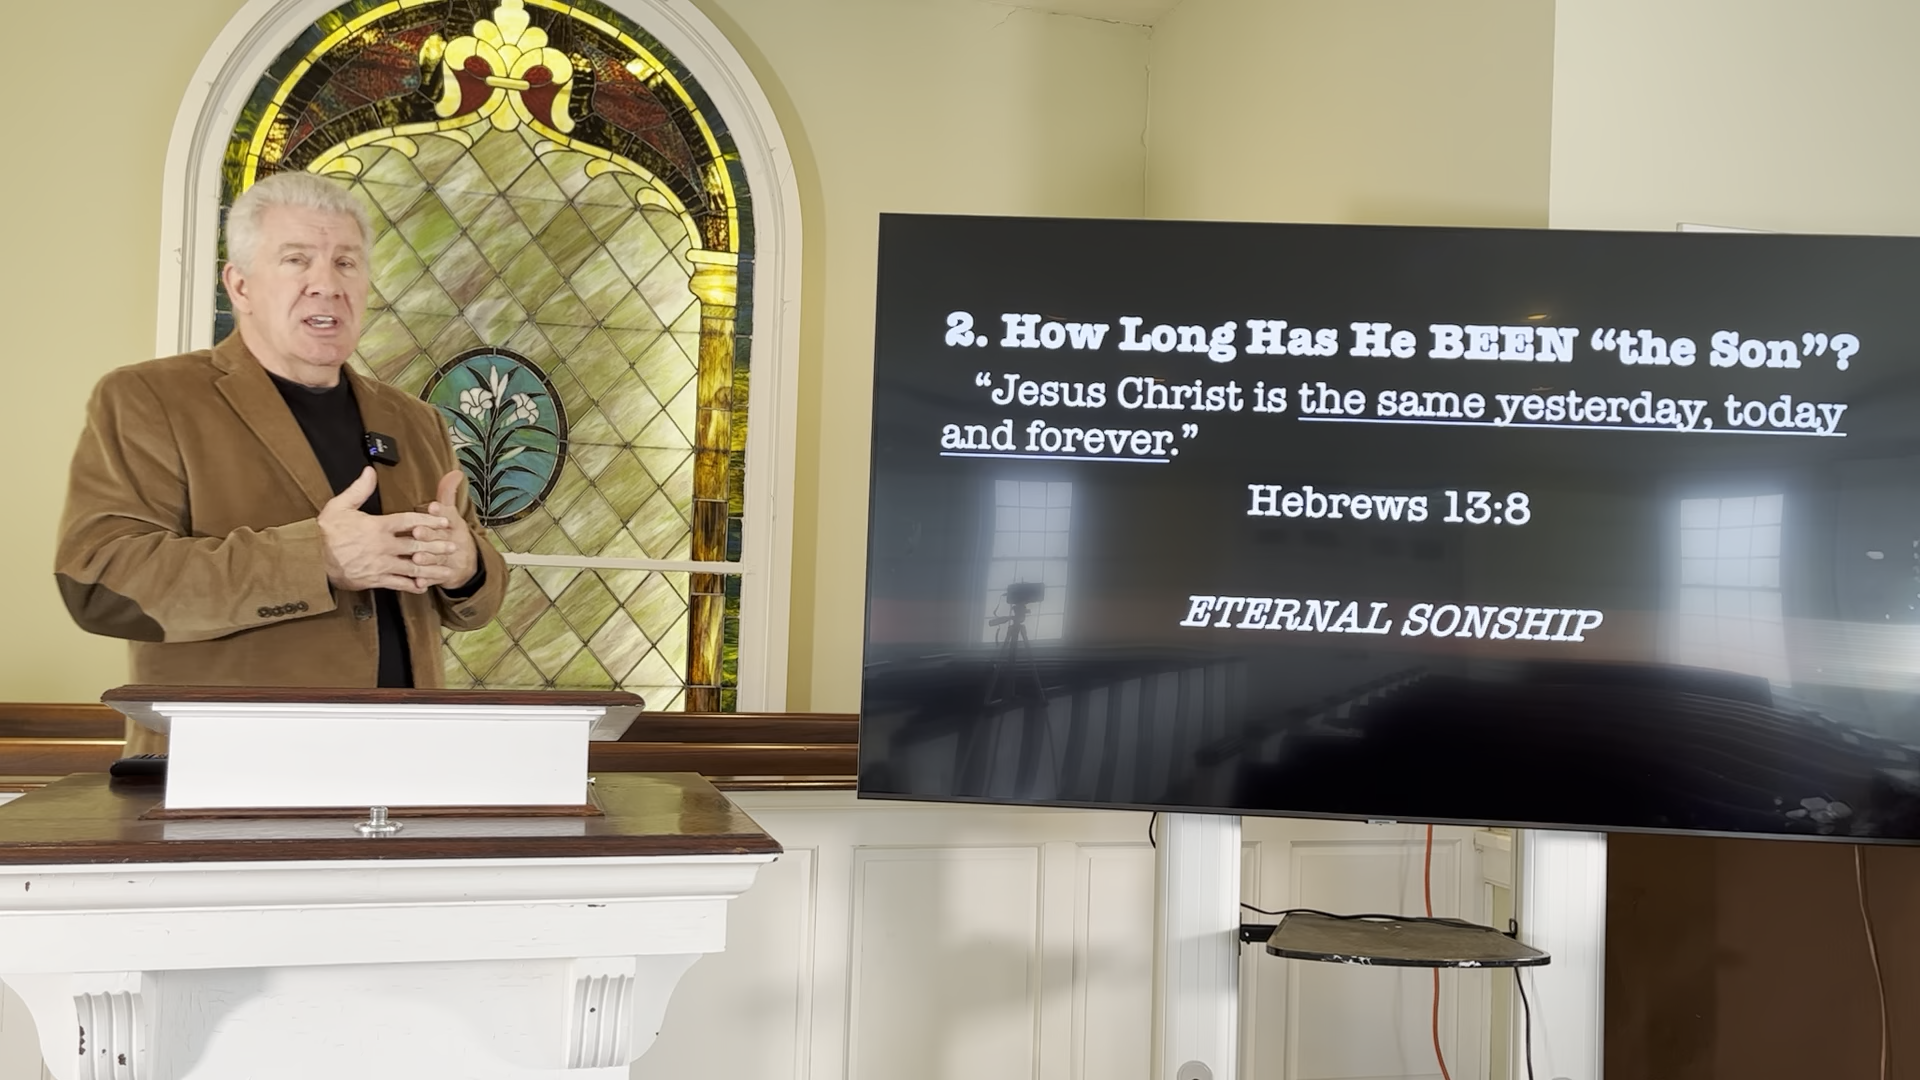 2. How Long Has He BEEN “the Son”?
“Jesus Christ is the same yesterday, today
and forever.”
Hebrews 13:8
ETERNAL SONSHIP